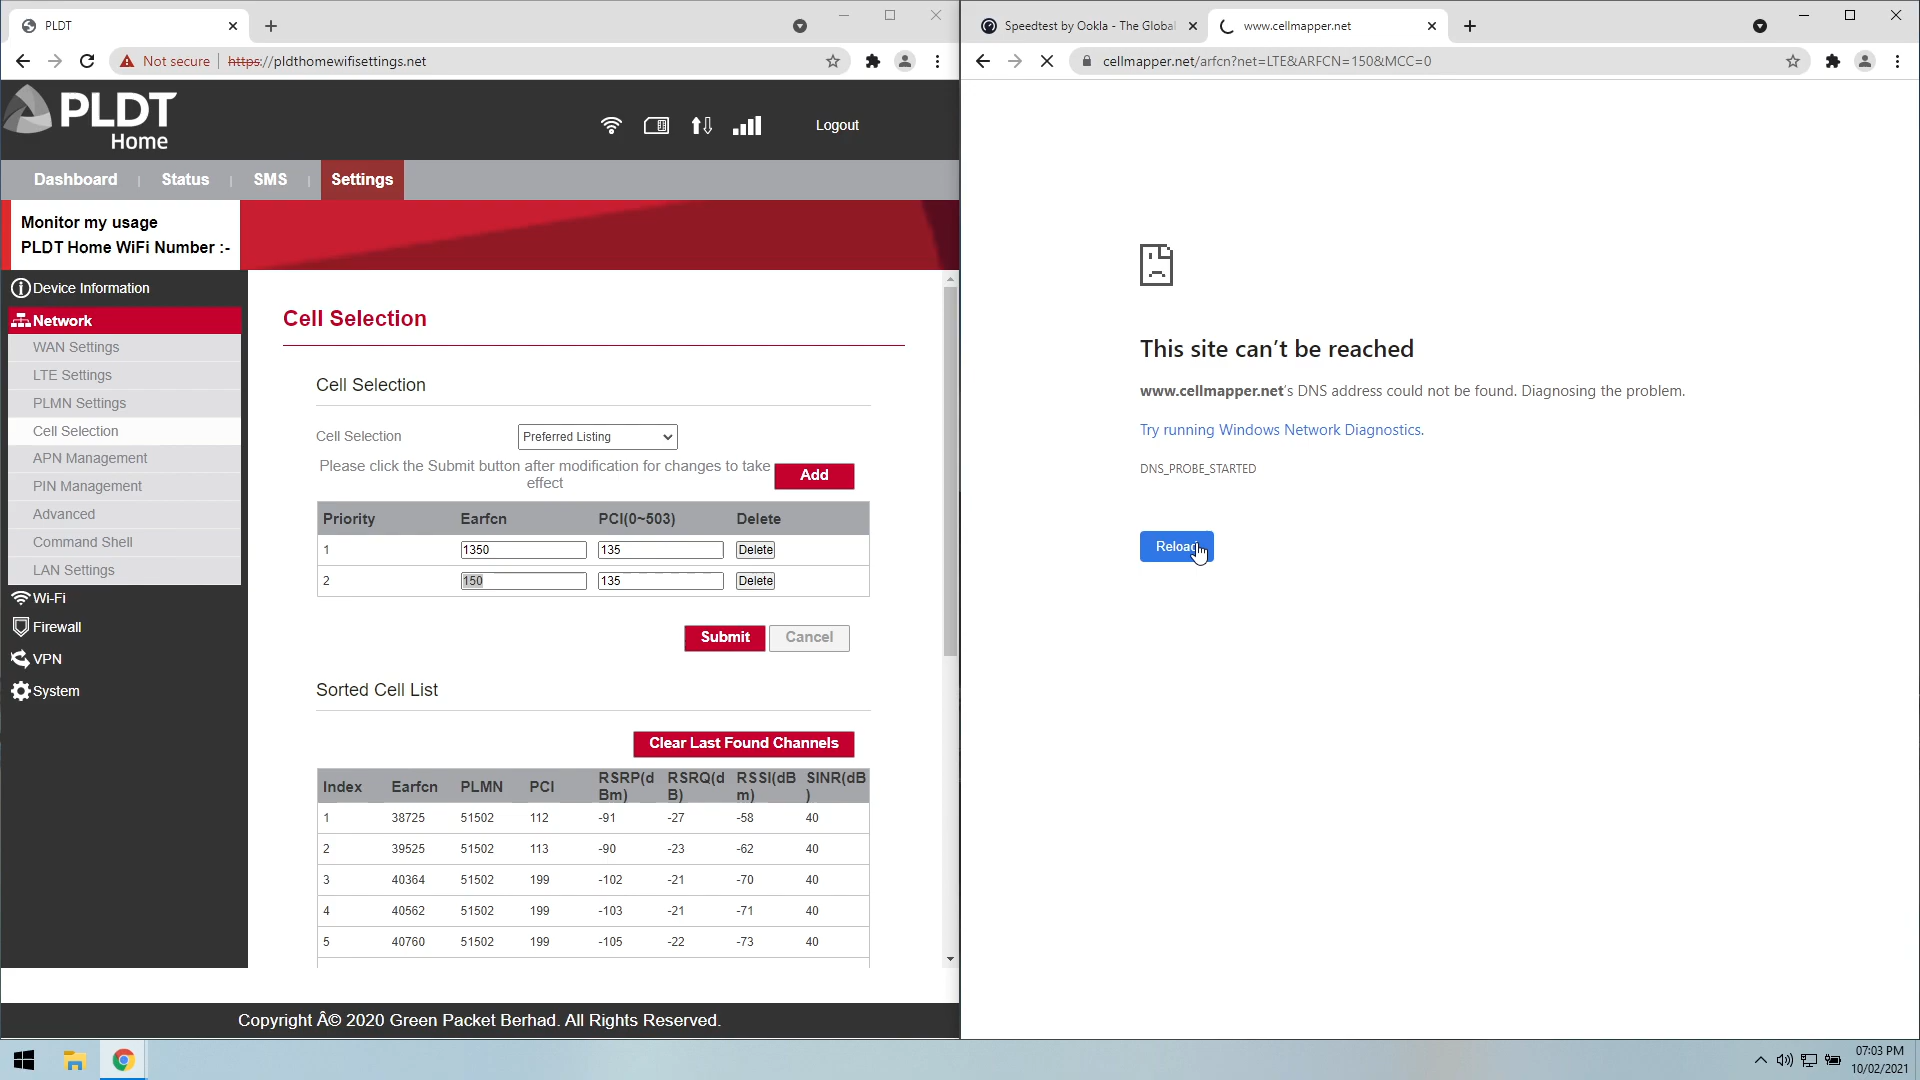 PLDT
Not secure
https://pldthomewifisettings.net
PLDT
Home
Logout
Dashboard
Status
SMS
Settings
Monitor my usage
PLDT Home WiFi Number :-
Device Information
Network
WAN Settings
LTE Settings
PLMN Settings
Cell Selection
APN Management
PIN Management
Advanced
Command Shell
LAN Settings
Wi-Fi
Firewall
VPN
System
Cell Selection
Cell Selection
Cell Selection
Preferred Listing
Please click the Submit button after modification for changes to take
effect
Add
Priority Earfcn PCI(0~503) Delete
1 1350 135 Delete
2 150 135 Delete
Submit
Cancel
Sorted Cell List
Clear Last Found Channels
Index Earfcn PLMN PCI RSRP(d RSRQ(d RSSI(dB SINR(dB
Bm) B) m) )
1 38725 51502 112 -91 -27 -58 40
2 39525 51502 113 -90 -23 -62 40
3 40364 51502 199 -102 -21 -70 40
4 40562 51502 199 -103 -21 -71 40
5 40760 51502 199 -105 -22 -73 40
Copyright Â© 2020 Green Packet Berhad. All Rights Reserved.
Speedtest by Ookla - The Global
www.cellmapper.net
cellmapper.net/arfcn?net=LTE&ARFCN=150&MCC=0
This site can’t be reached
www.cellmapper.net’s DNS address could not be found. Diagnosing the problem.
Try running Windows Network Diagnostics.
DNS_PROBE_STARTED
Reload
07:03 PM
10/02/2021